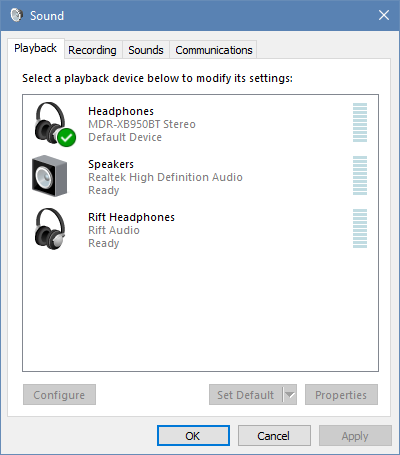 Sound
Playback
Recording
Sounds
Communications
Select a playback device below to modify its settings:
Headphones
MDR-XB950BT Stereo
Default Device
Speakers
Realtek High Definition Audio
Ready
Rift Headphones
Rift Audio
Ready
Configure
Set Default
Properties
OK
Cancel
Apply